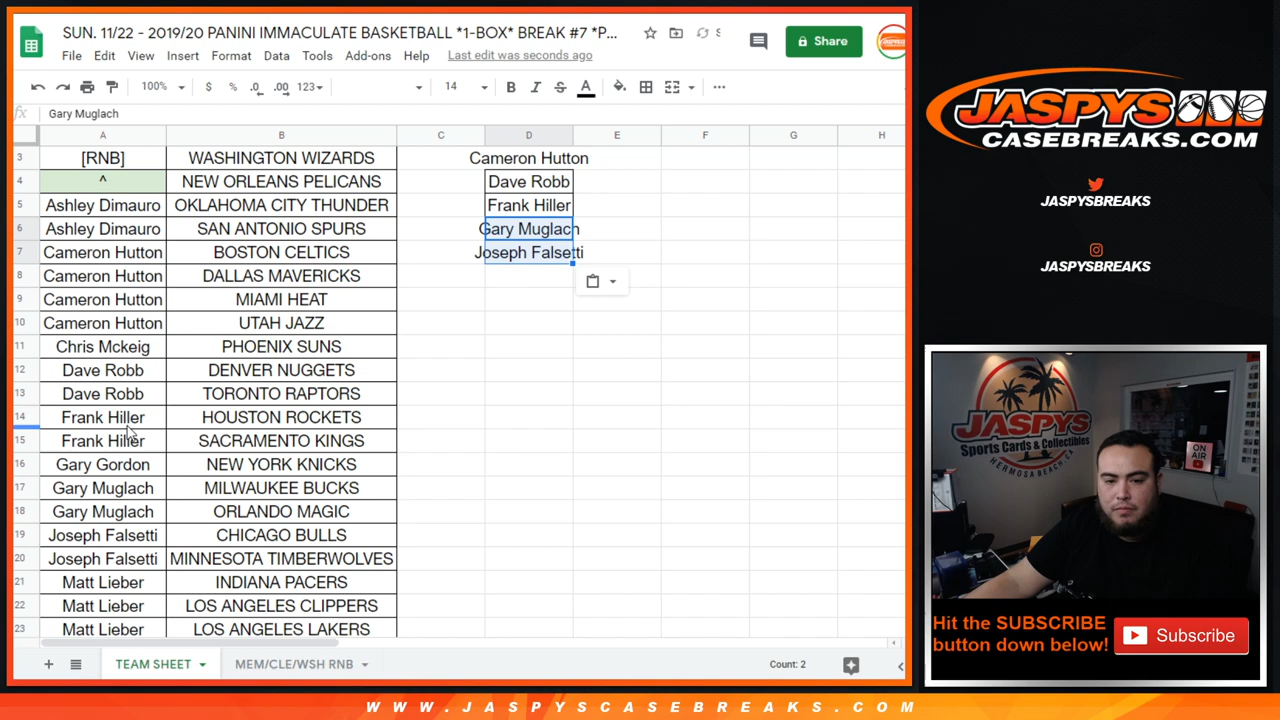 SUN. 11/22 - 2019/20 PANINI IMMACULATE BASKETBALL *1-BOX* BREAK #7 *P...
S
Share
File Edit View Insert Format Data Tools Add-ons Help Last edit was seconds ago
100% $ % .0 .00 123 14 B I S A
fx Gary Muglach
A B C D E F G H
3 [RNB] WASHINGTON WIZARDS Cameron Hutton
4 ^ NEW ORLEANS PELICANS Dave Robb
5 Ashley Dimauro OKLAHOMA CITY THUNDER Frank Hiller
6 Ashley Dimauro SAN ANTONIO SPURS Gary Muglach
7 Cameron Hutton BOSTON CELTICS Joseph Falsetti
8 Cameron Hutton DALLAS MAVERICKS
9 Cameron Hutton MIAMI HEAT
10 Cameron Hutton UTAH JAZZ
11 Chris Mckeig PHOENIX SUNS
12 Dave Robb DENVER NUGGETS
13 Dave Robb TORONTO RAPTORS
14 Frank Hiller HOUSTON ROCKETS
15 Frank Hiller SACRAMENTO KINGS
16 Gary Gordon NEW YORK KNICKS
17 Gary Muglach MILWAUKEE BUCKS
18 Gary Muglach ORLANDO MAGIC
19 Joseph Falsetti CHICAGO BULLS
20 Joseph Falsetti MINNESOTA TIMBERWOLVES
21 Matt Lieber INDIANA PACERS
22 Matt Lieber LOS ANGELES CLIPPERS
23 Matt Lieber LOS ANGELES LAKERS
TEAM SHEET MEM/CLE/WSH RNB Count: 2
JASPYS
CASEBREAKS.COM
JASPYSBREAKS
JASPYSBREAKS
JASPYS
Sports Cards & Collectibles
HERMOSA BEACH, CA
ON
AIR
Hit the SUBSCRIBE
button down below!
Subscribe
WWW.JASPYSCASEBREAKS.COM